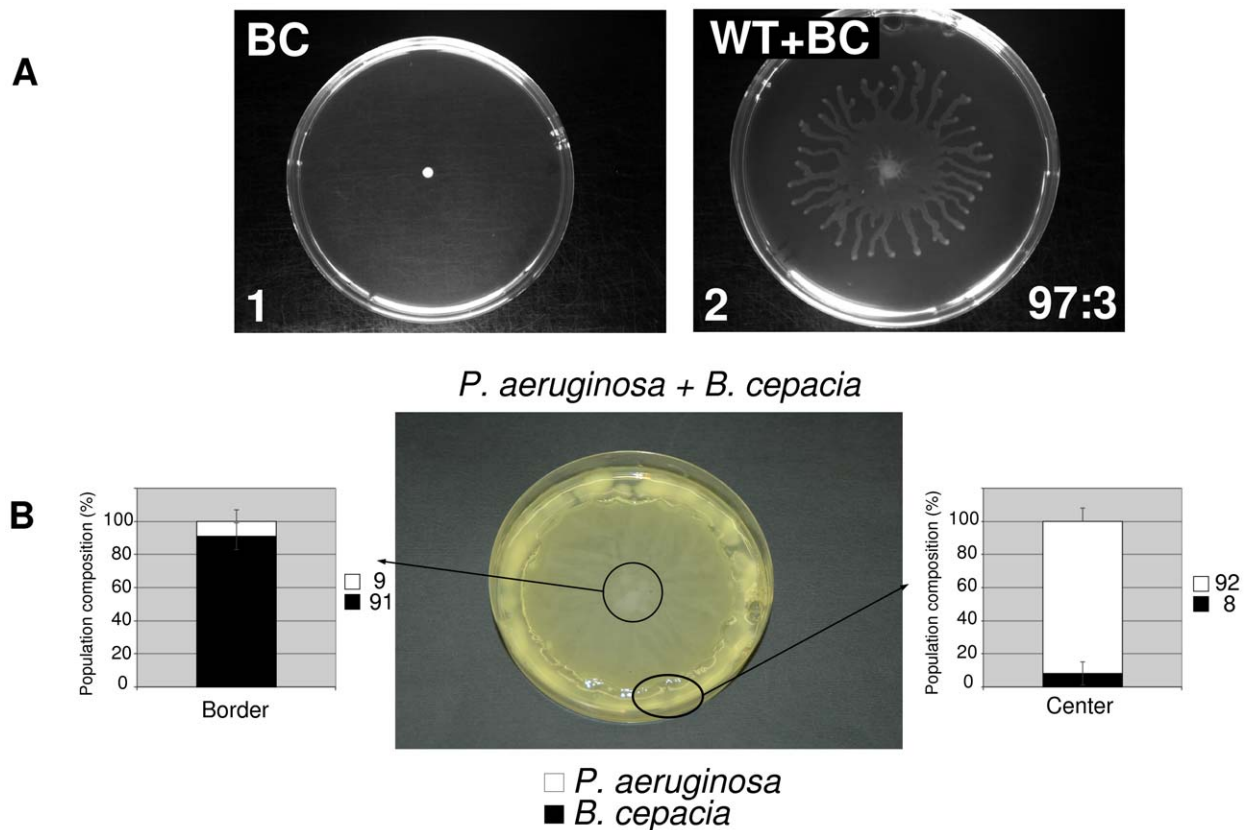 A
BC
1
WT+BC
2
97:3
P. aeruginosa + B. cepacia
B
Population composition (%)
100
80
60
40
20
0
Border
9
91
Population composition (%)
100
80
60
40
20
0
Center
92
8
P. aeruginosa
B. cepacia